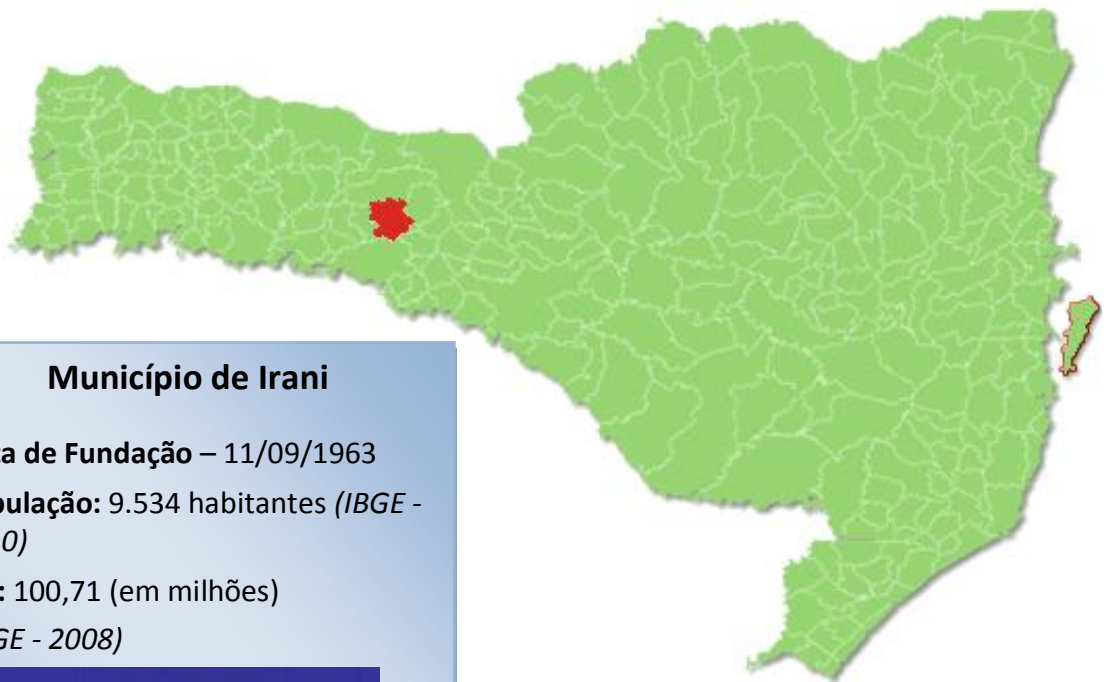 Município de Irani
ta de Fundação – 11/09/1963
pulação: 9.534 habitantes (IBGE -
0)
: 100,71 (em milhões)
GE - 2008)